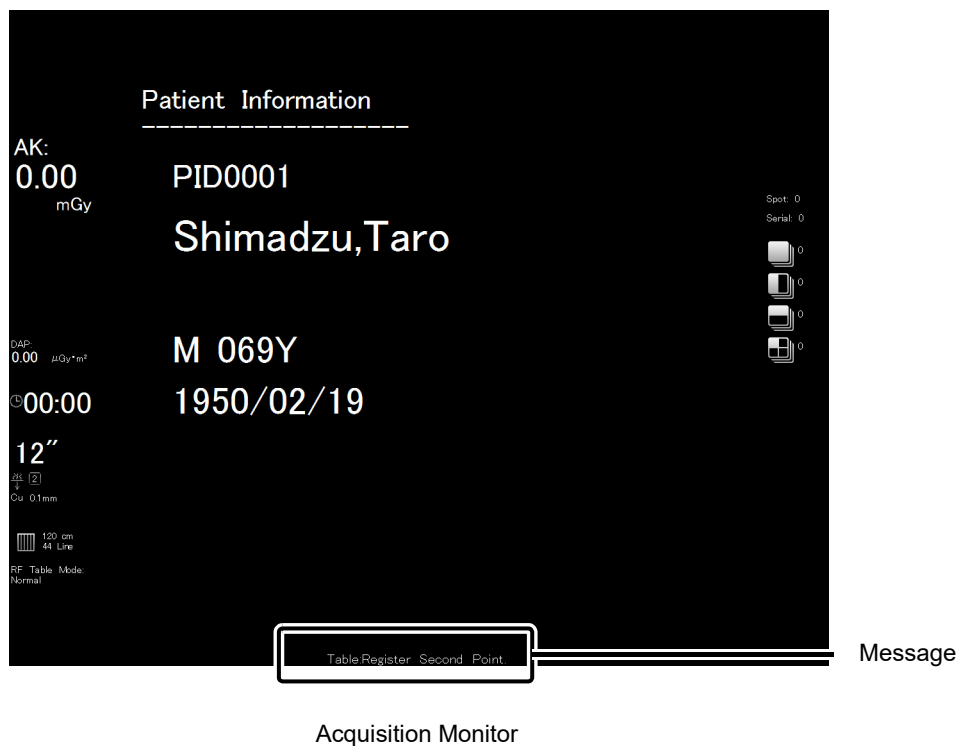 Patient Information
-------------------
AK:
0.00
mGy
PID0001
Shimadzu,Taro
Spot: 0
Serial: 0
0
0
0
0
DAP:
0.00 μGy･m²
M 069Y
00:00
1950/02/19
12″
2
Cu 0.1mm
120 cm
44 Line
RF Table Mode:
Normal
Table:Register Second Point.
Message
Acquisition Monitor